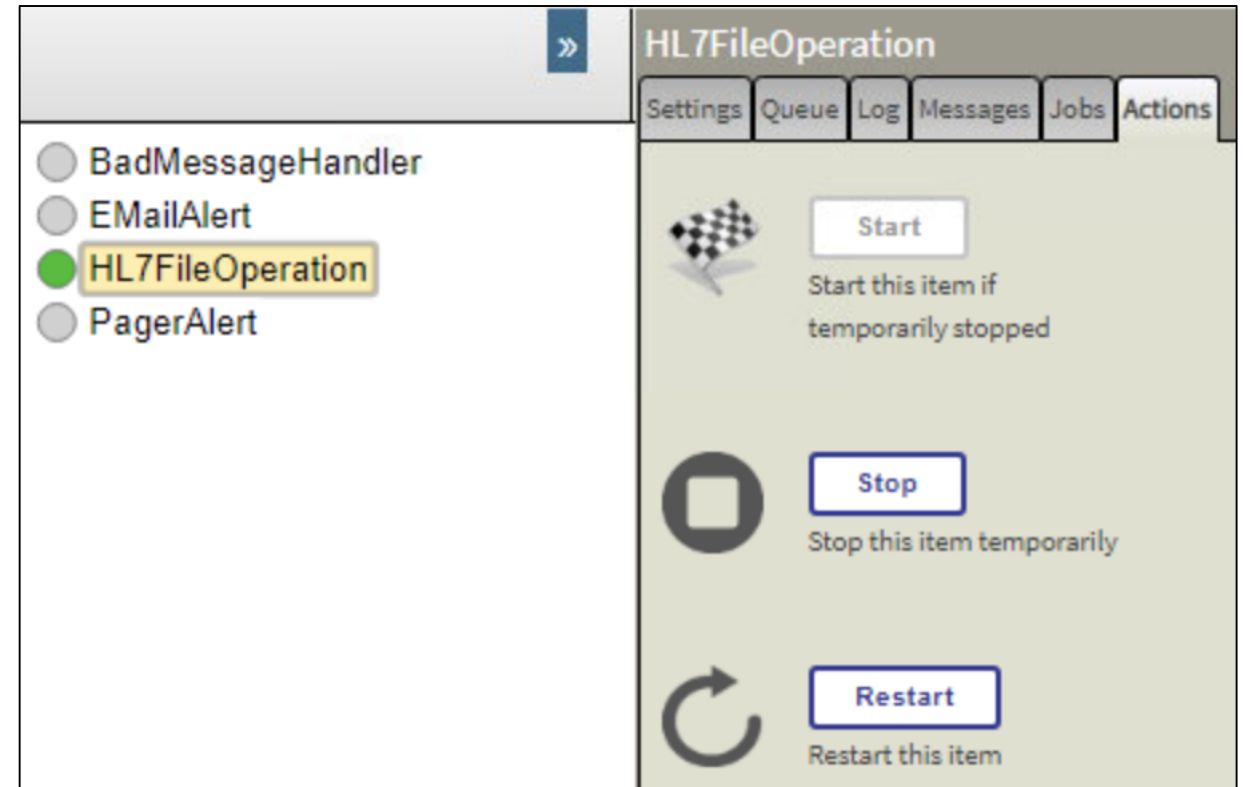 »
BadMessageHandler
EMailAlert
HL7FileOperation
PagerAlert
HL7FileOperation
Settings Queue Log Messages Jobs Actions
Start
Start this item if
temporarily stopped
Stop
Stop this item temporarily
Restart
Restart this item